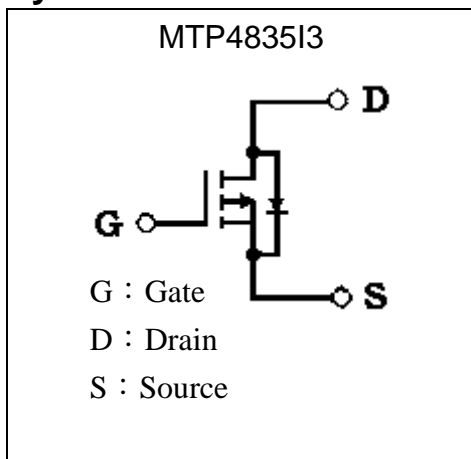 MTP4835I3
D
G
S
G：Gate
D：Drain
S：Source